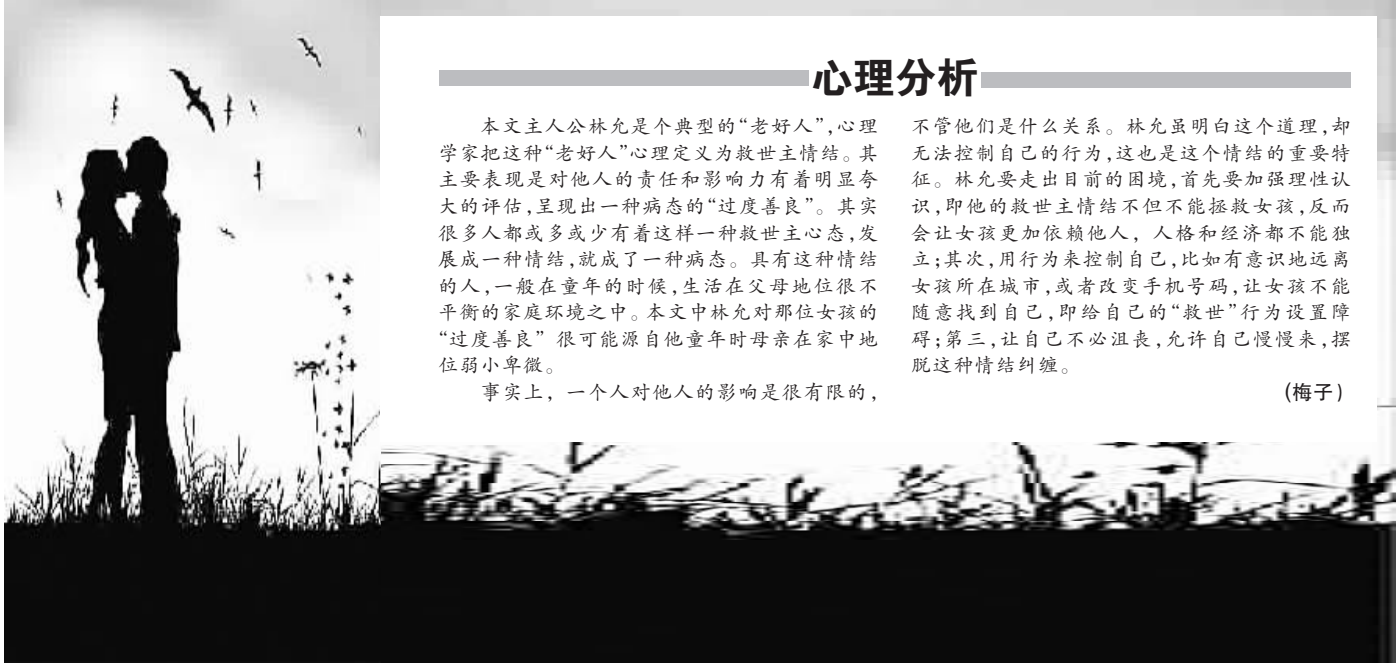 心理分析
本文主人公林允是个典型的“老好人”,心理
学家把这种“老好人”心理定义为救世主情结。其
主要表现是对他人的责任和影响力有着明显夸
大的评估,呈现出一种病态的“过度善良”。其实
很多人都或多或少有着这样一种救世主心态,发
展成一种情结,就成了一种病态。具有这种情结
的人,一般在童年的时候,生活在父母地位很不
平衡的家庭环境之中。本文中林允对那位女孩的
“过度善良” 很可能源自他童年时母亲在家中地
位弱小卑微。
事实上, 一个人对他人的影响是很有限的,
不管他们是什么关系。林允虽明白这个道理,却
无法控制自己的行为,这也是这个情结的重要特
征。林允要走出目前的困境,首先要加强理性认
识,即他的救世主情结不但不能拯救女孩,反而
会让女孩更加依赖他人, 人格和经济都不能独
立;其次,用行为来控制自己,比如有意识地远离
女孩所在城市,或者改变手机号码,让女孩不能
随意找到自己,即给自己的“救世”行为设置障
碍;第三,让自己不必沮丧,允许自己慢慢来,摆
脱这种情结纠缠。
(梅子)